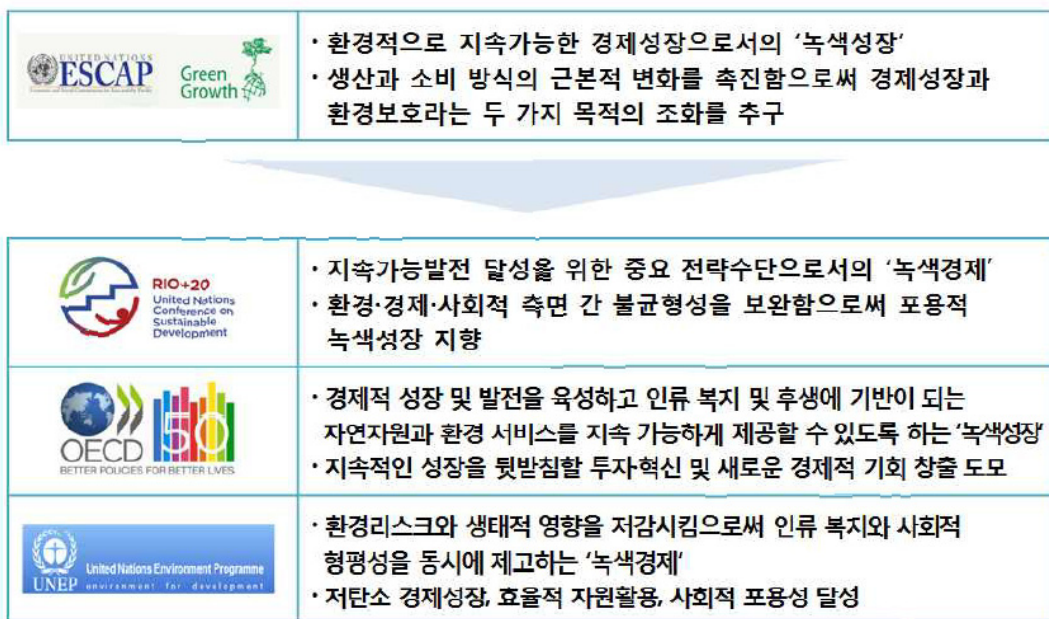 UNITED NATIONS
ESCAP
Economic and Social Commission for Asia and the Pacific
Green
Growth
· 환경적으로 지속가능한 경제성장으로서의 ‘녹색성장‘
· 생산과 소비 방식의 근본적 변화를 촉진함으로써 경제성장과
환경보호라는 두 가지 목적의 조화를 추구
RIO+20
United Nations
Conference on
Sustainable
Development
· 지속가능발전 달성을 위한 중요 전략수단으로서의 ‘녹색경제’
· 환경·경제·사회적 측면 간 불균형성을 보완함으로써 포용적
녹색성장 지향
OECD
50
BETTER POLICIES FOR BETTER LIVES
· 경제적 성장 및 발전을 육성하고 인류 복지 및 후생에 기반이 되는
자연자원과 환경 서비스를 지속 가능하게 제공할 수 있도록 하는 ‘녹색성장‘
· 지속적인 성장을 뒷받침할 투자혁신 및 새로운 경제적 기회 창출 도모
UNEP
United Nations Environment Programme
environment for development
· 환경리스크와 생태적 영향을 저감시킴으로써 인류 복지와 사회적
형평성을 동시에 제고하는 ‘녹색경제‘
· 저탄소 경제성장, 효율적 자원활용, 사회적 포용성 달성